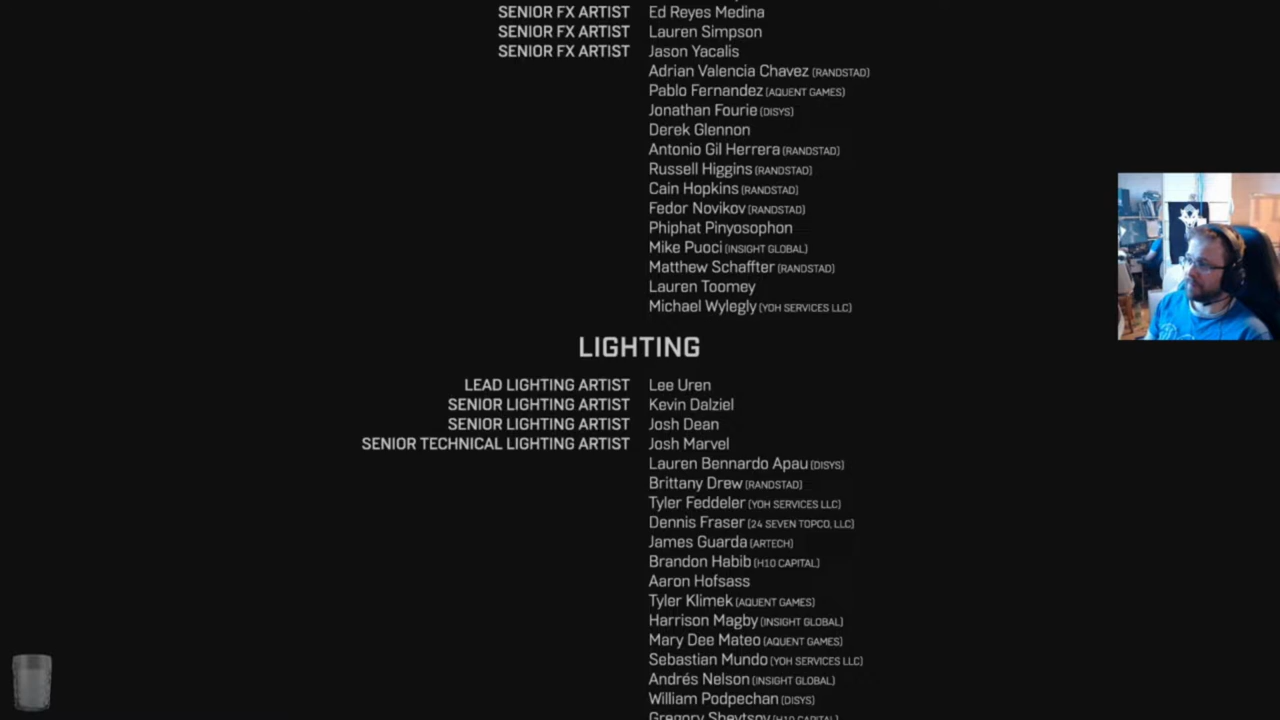 SENIOR FX ARTIST Ed Reyes Medina
SENIOR FX ARTIST Lauren Simpson
SENIOR FX ARTIST Jason Yacalis
Adrian Valencia Chavez (RANDSTAD)
Pablo Fernandez (AQUENT GAMES)
Jonathan Fourie (DISYS)
Derek Glennon
Antonio Gil Herrera (RANDSTAD)
Russell Higgins (RANDSTAD)
Cain Hopkins (RANDSTAD)
Fedor Novikov (RANDSTAD)
Phiphat Pinyosophon
Mike Puoci (INSIGHT GLOBAL)
Matthew Schaffter (RANDSTAD)
Lauren Toomey
Michael Wylegly (YOH SERVICES LLC)
LIGHTING
LEAD LIGHTING ARTIST Lee Uren
SENIOR LIGHTING ARTIST Kevin Dalziel
SENIOR LIGHTING ARTIST Josh Dean
SENIOR TECHNICAL LIGHTING ARTIST Josh Marvel
Lauren Bennardo Apau (DISYS)
Brittany Drew (RANDSTAD)
Tyler Feddeler (YOH SERVICES LLC)
Dennis Fraser (24 SEVEN TOPCO, LLC)
James Guarda (ARTECH)
Brandon Habib (H10 CAPITAL)
Aaron Hofsass
Tyler Klimek (AQUENT GAMES)
Harrison Magby (INSIGHT GLOBAL)
Mary Dee Mateo (AQUENT GAMES)
Sebastian Mundo (YOH SERVICES LLC)
Andrés Nelson (INSIGHT GLOBAL)
William Podpechan (DISYS)
Gregory Shevtsov (H10 CAPITAL)